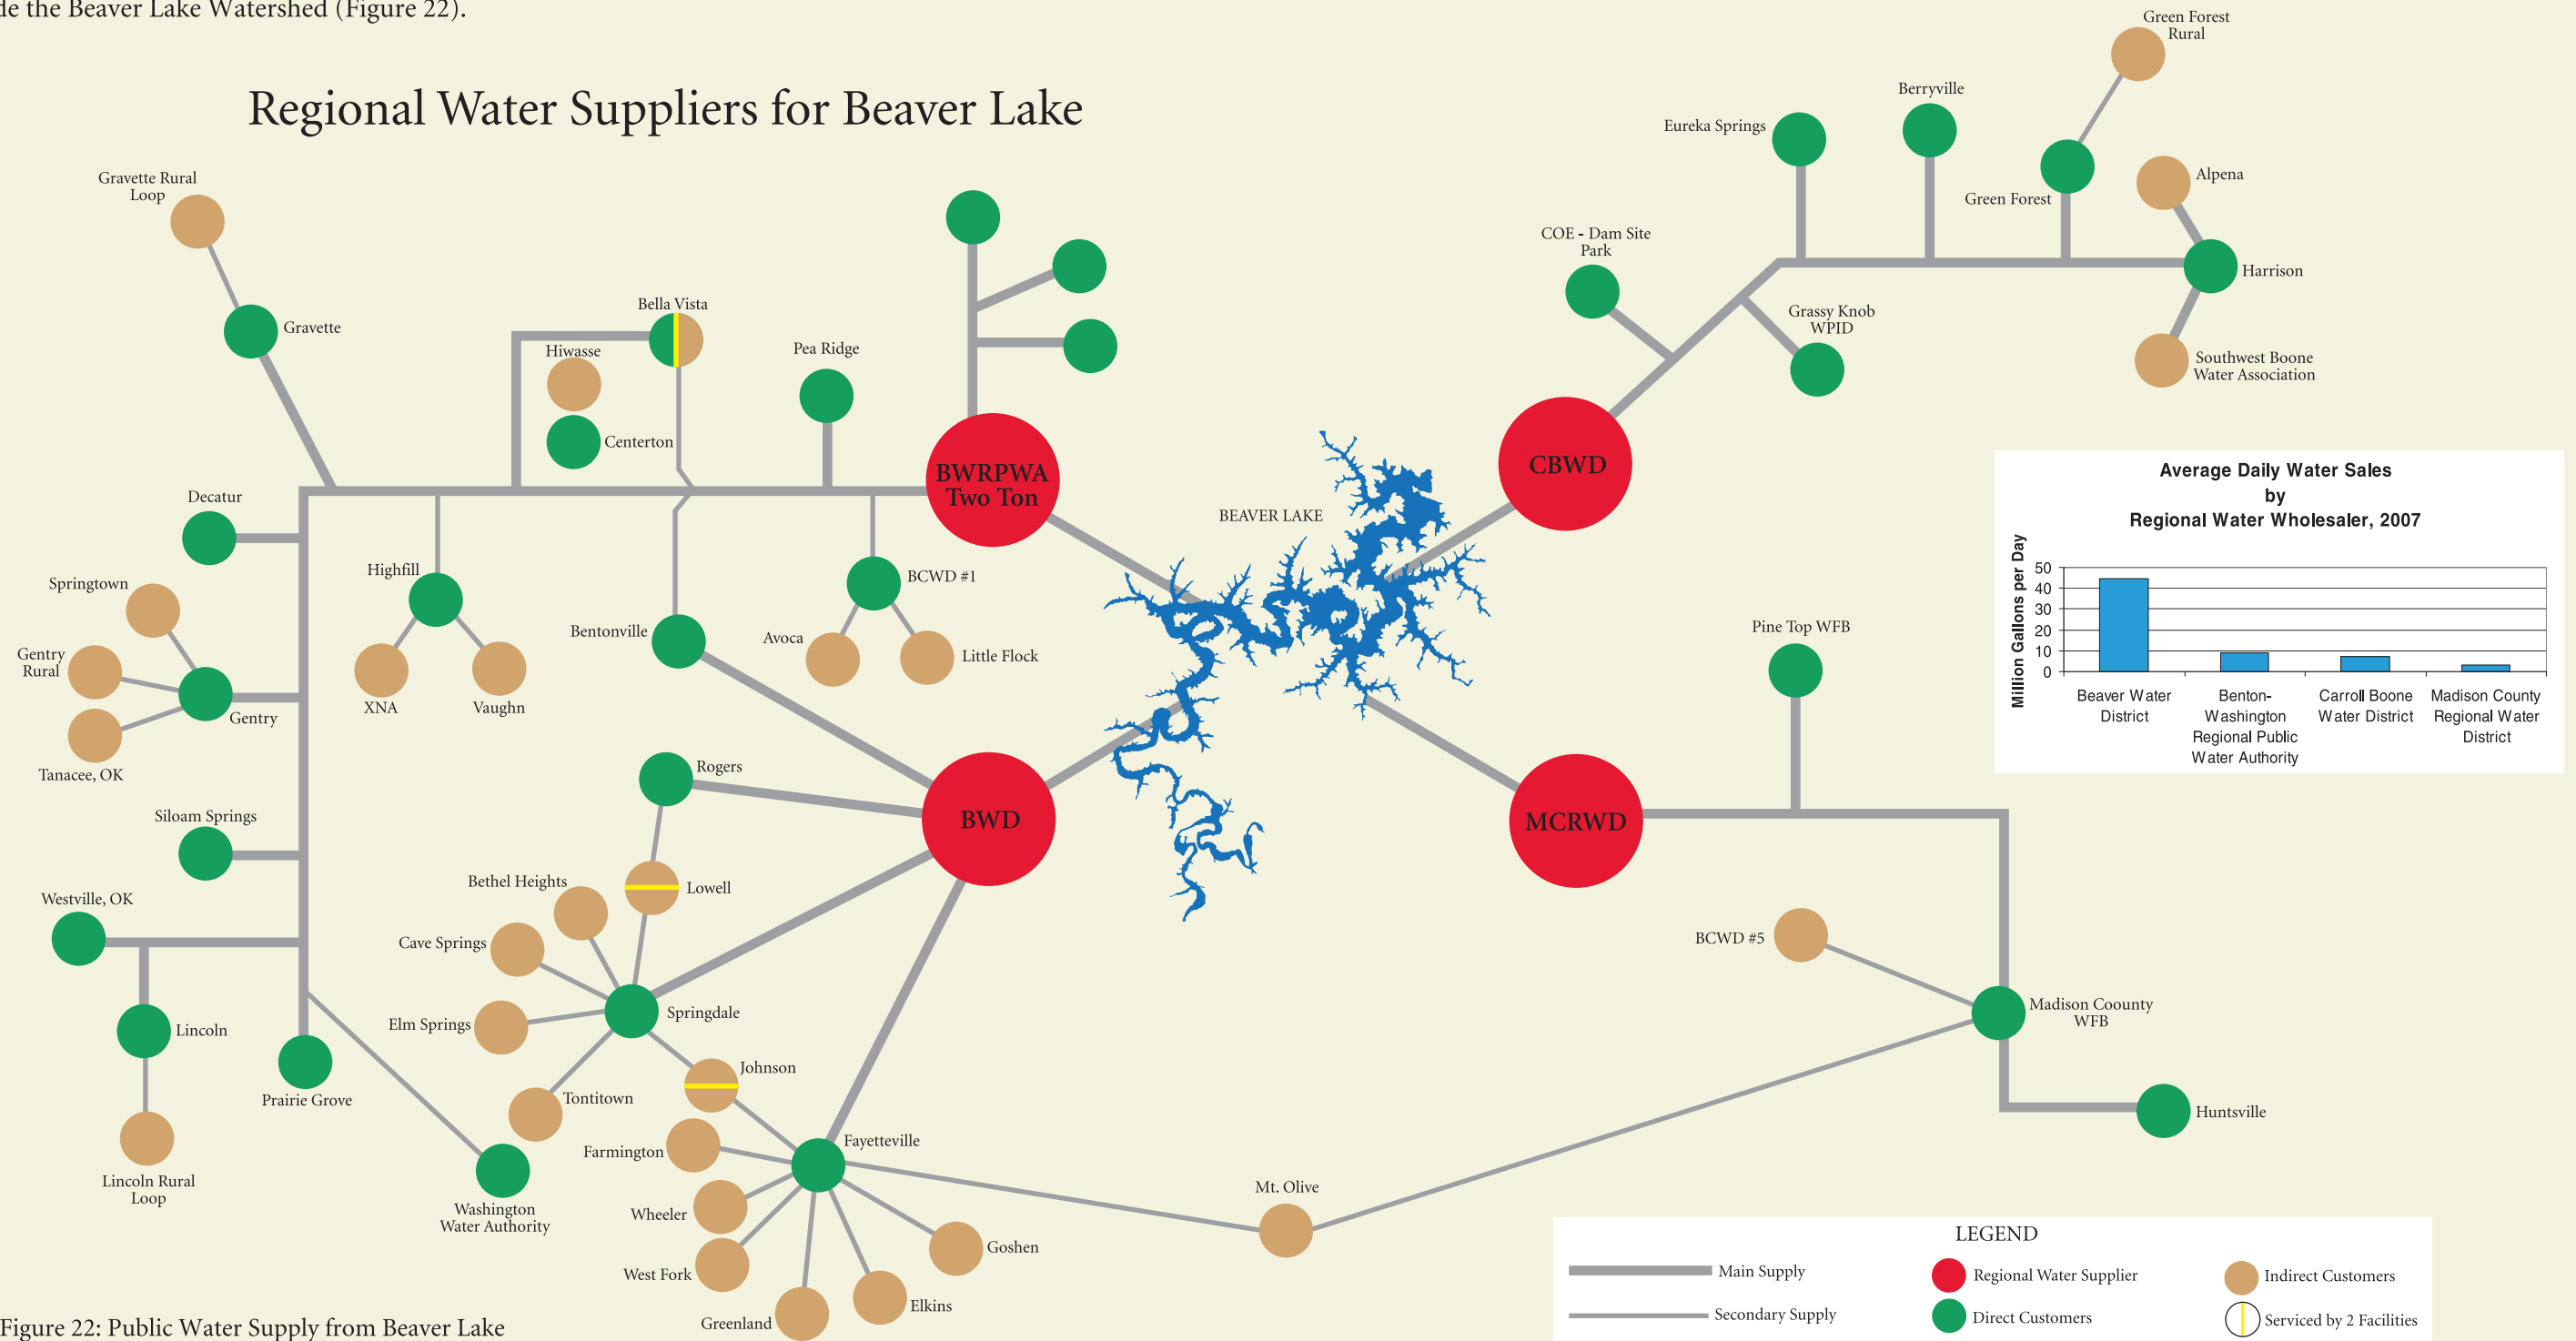 de the Beaver Lake Watershed (Figure 22).
Regional Water Suppliers for Beaver Lake
Green Forest
Rural
Berryville
Eureka Springs
Alpena
Green Forest
COE - Dam Site
Park
Harrison
Grassy Knob
WPID
Southwest Boone
Water Association
Gravette Rural
Loop
Gravette
Bella Vista
Hiwasse
Pea Ridge
Centerton
BWRPWA
Two Ton
CBWD
BEAVER LAKE
Decatur
Springtown
Gentry
Rural
Gentry
Tanacee, OK
Highfill
XNA
Vaughn
Bentonville
BCWD #1
Avoca
Little Flock
Average Daily Water Sales
by
Regional Water Wholesaler, 2007
Million Gallons per Day
50
40
30
20
10
0
Beaver Water
District
Benton-
Washington
Regional Public
Water Authority
Carroll Boone
Water District
Madison County
Regional Water
District
Pine Top WFB
Rogers
BWD
MCRWD
Siloam Springs
Westville, OK
Lincoln
Lincoln Rural
Loop
Prairie Grove
Washington
Water Authority
Bethel Heights
Lowell
Cave Springs
Elm Springs
Springdale
Tontitown
Johnson
Farmington
Fayetteville
Wheeler
West Fork
Greenland
Elkins
Goshen
Mt. Olive
BCWD #5
Madison Coounty
WFB
Huntsville
LEGEND
Main Supply
Regional Water Supplier
Indirect Customers
Secondary Supply
Direct Customers
Serviced by 2 Facilities
Figure 22: Public Water Supply from Beaver Lake